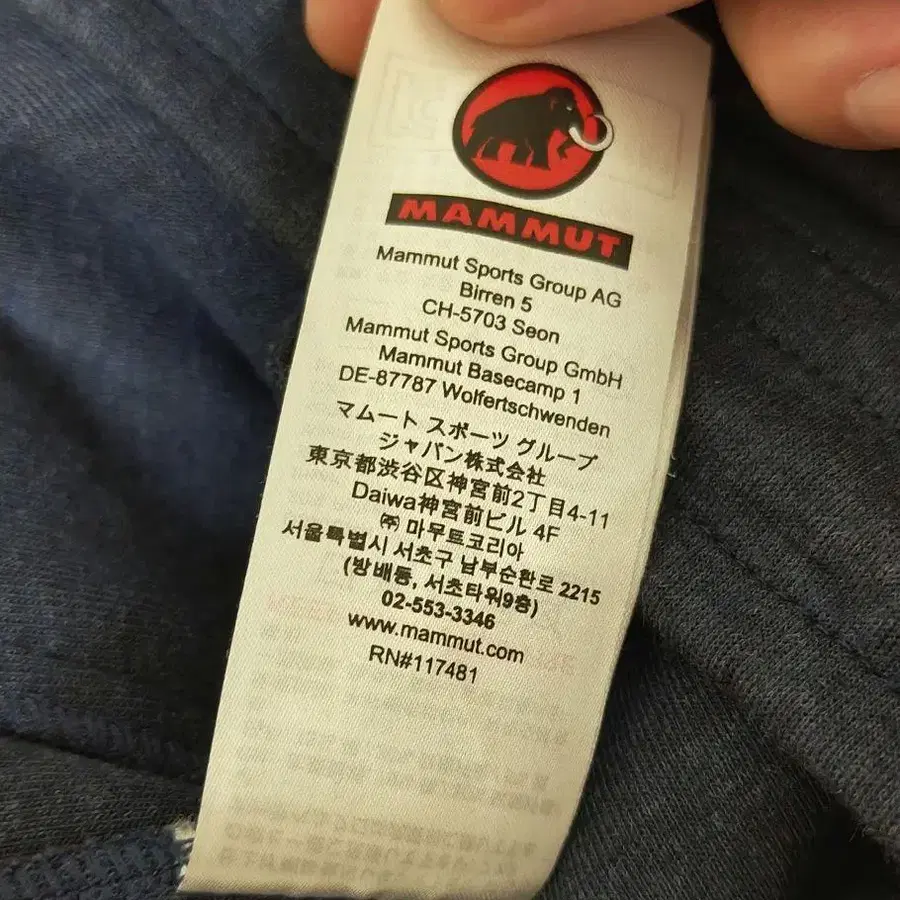 MAMMUT
Mammut Sports Group AG
Birren 5
CH-5703 Seon
Mammut Sports Group GmbH
Mammut Basecamp 1
DE-87787 Wolfertschwenden
マムート スポーツ グループ
ジャパン株式会社
東京都渋谷区神宮前2丁目4-11
Daiwa神宮前ビル 4F
㈜ 마무트코리아
서울특별시 서초구 남부순환로 2215
(방배동, 서초타워9층)
02-553-3346
www.mammut.com
RN#117481